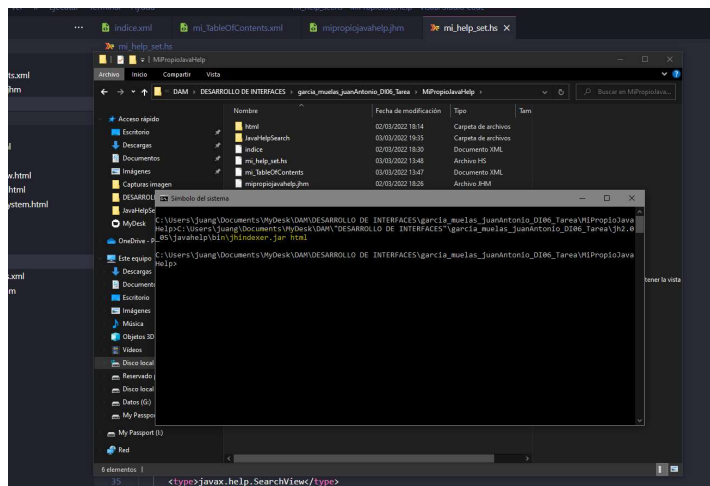 indice.xml mi_TableOfContents.xml mipropiojavahelp.jhm mi_help_set.hs
mi_help_set.hs
MiPropioJavaHelp
ts.xml
hm
w.html
html
ystem.html
s.xml
m
Archivo Inicio Compartir Vista
DAM › DESARROLLO DE INTERFACES › garcia_muelas_juanAntonio_DI06_Tarea › MiPropioJavaHelp › Buscar en MiPropioJava...
Nombre Fecha de modificación Tipo Tam
Acceso rápido
Escritorio
Descargas
Documentos
Imágenes
Capturas imagen
DESARROL
JavaHelpSe
MyDesk
OneDrive - P
Este equipo
Descargas
Document
Escritorio
Imágenes
Música
Objetos 3D
Vídeos
Disco local
Reservado
Disco local
Datos (G:)
My Passpo
My Passport (I:)
Red
html 02/03/2022 18:14 Carpeta de archivos
JavaHelpSearch 03/03/2022 19:35 Carpeta de archivos
indice 02/03/2022 18:30 Documento XML
mi_help_set.hs 03/03/2022 13:48 Archivo HS
mi_TableOfContents 03/03/2022 13:47 Documento XML
mipropiojavahelp.jhm 02/03/2022 18:26 Archivo JHM
Símbolo del sistema
C:\Users\juang\Documents\MyDesk\DAM\DESARROLLO DE INTERFACES\garcia_muelas_juanAntonio_DI06_Tarea\MiPropioJava
Help>C:\Users\juang\Documents\MyDesk\DAM\"DESARROLLO DE INTERFACES"\garcia_muelas_juanAntonio_DI06_Tarea\jh2.0
_05\javahelp\bin\jhindexer.jar html
C:\Users\juang\Documents\MyDesk\DAM\DESARROLLO DE INTERFACES\garcia_muelas_juanAntonio_DI06_Tarea\MiPropioJava
Help>
tener la vista
6 elementos
35 <type>javax.help.SearchView</type>